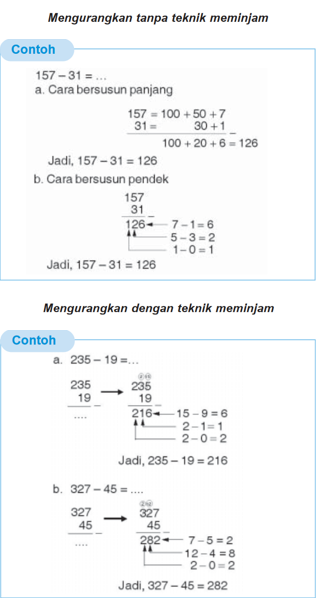 Mengurangkan tanpa teknik meminjam
Contoh
157 – 31 = ...
a. Cara bersusun panjang
157 = 100 + 50 + 7
31 = 30 + 1 –
100 + 20 + 6 = 126
Jadi, 157 – 31 = 126
b. Cara bersusun pendek
157
31 –
126 7 – 1 = 6
5 – 3 = 2
1 – 0 = 1
Jadi, 157 – 31 = 126
Mengurangkan dengan teknik meminjam
Contoh
a. 235 – 19 = ...
235 235
19 – 19 –
.... 216 15 – 9 = 6
2 – 1 = 1
2 – 0 = 2
Jadi, 235 – 19 = 216
b. 327 – 45 = ....
327 327
45 – 45 –
.... 282 7 – 5 = 2
12 – 4 = 8
2 – 0 = 2
Jadi, 327 – 45 = 282